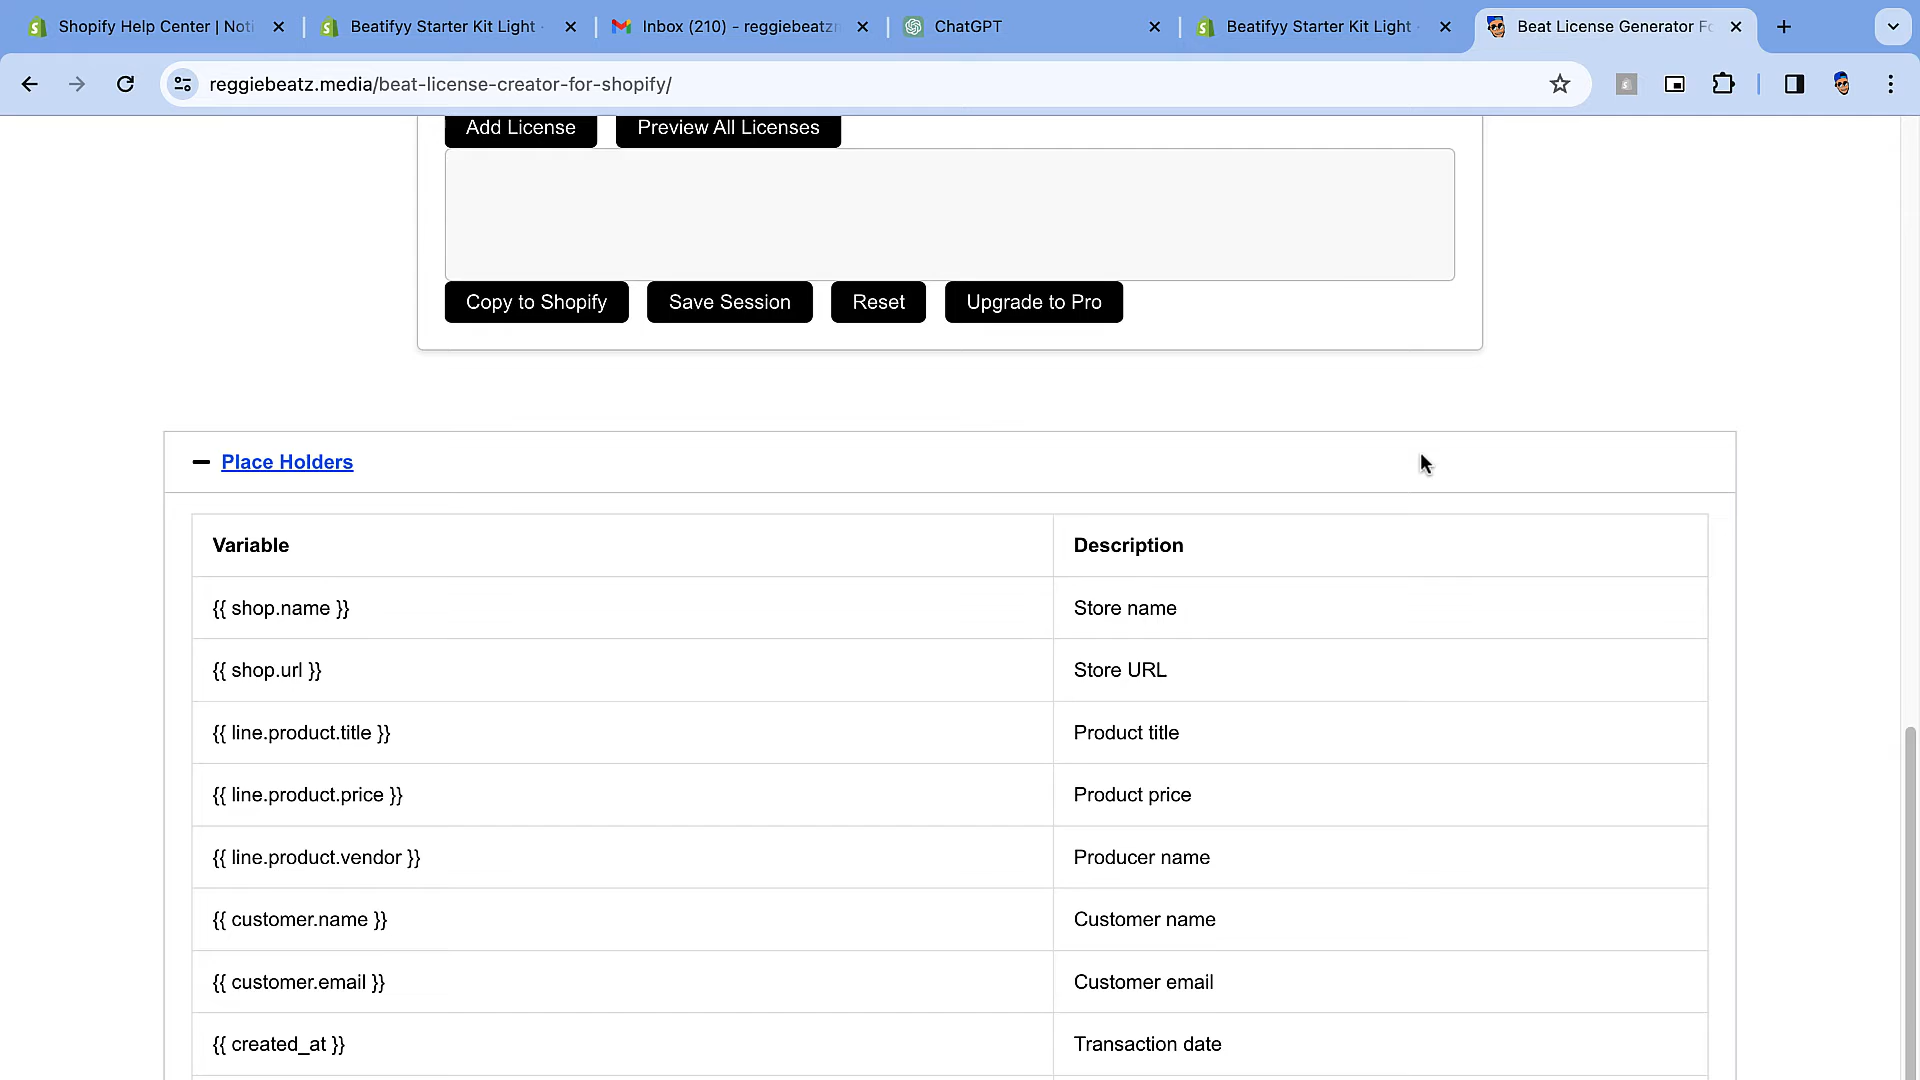 Shopify Help Center | Noti
Beatifyy Starter Kit Light ·
Inbox (210) - reggiebeatzm
ChatGPT
Beatifyy Starter Kit Light ·
Beat License Generator Fo
reggiebeatz.media/beat-license-creator-for-shopify/
Add License Preview All Licenses
Copy to Shopify Save Session Reset Upgrade to Pro
Place Holders
Variable Description
{{ shop.name }} Store name
{{ shop.url }} Store URL
{{ line.product.title }} Product title
{{ line.product.price }} Product price
{{ line.product.vendor }} Producer name
{{ customer.name }} Customer name
{{ customer.email }} Customer email
{{ created_at }} Transaction date